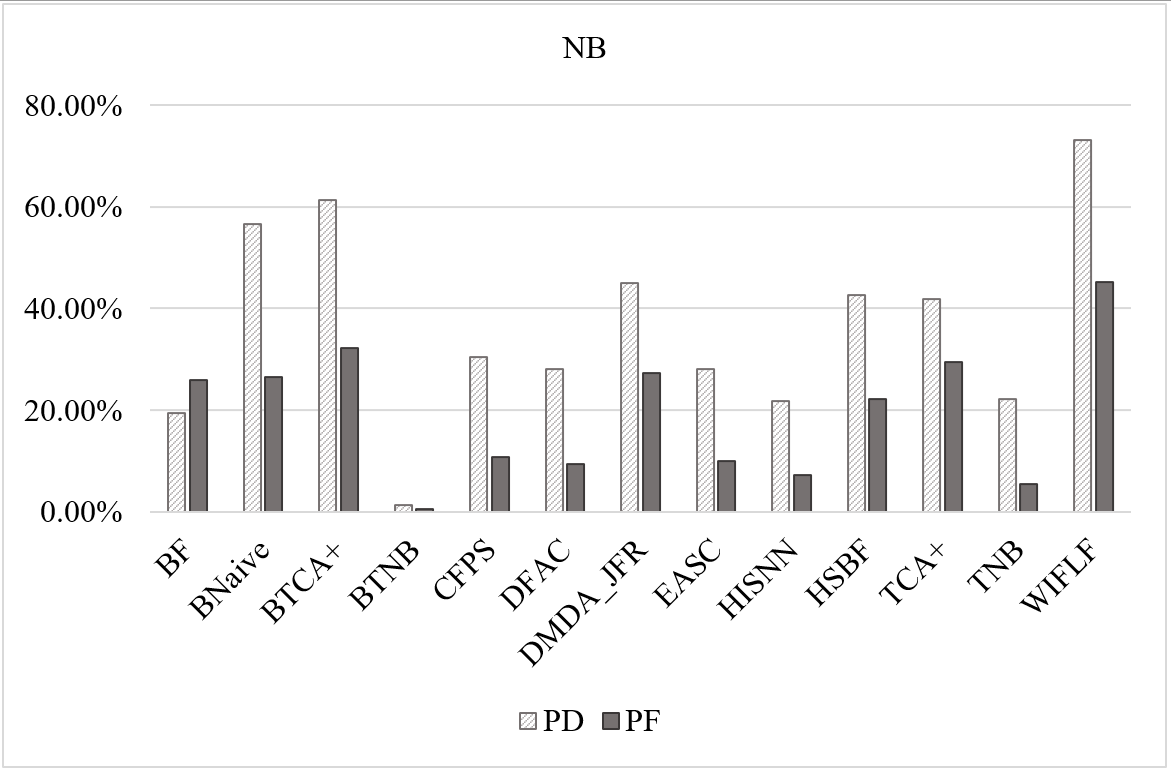 NB
80.00%
60.00%
40.00%
20.00%
0.00%
BF
BNaive
BTCA+
BTNB
CFPS
DFAC
DMDA_JFR
EASC
HISNN
HSBF
TCA+
TNB
WIFLF
PD PF